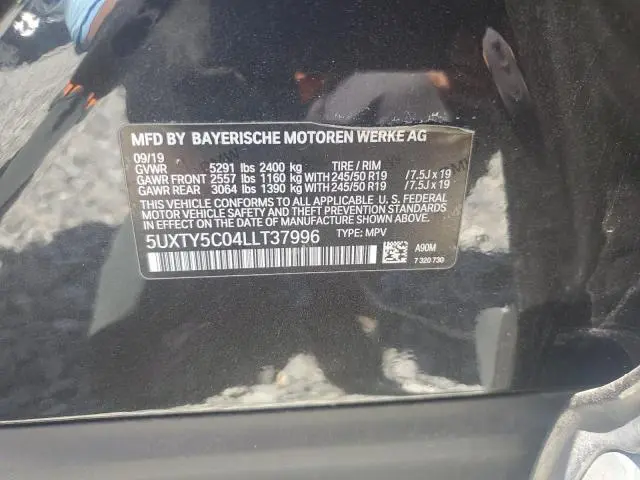 MFD BY BAYERISCHE MOTOREN WERKE AG
09/19
GVWR 5291 lbs 2400 kg TIRE / RIM
GAWR FRONT 2557 lbs 1160 kg WITH 245/50 R19 / 7.5J x 19
GAWR REAR 3064 lbs 1390 kg WITH 245/50 R19 / 7.5J x 19
THIS VEHICLE CONFORMS TO ALL APPLICABLE U.S. FEDERAL
MOTOR VEHICLE SAFETY AND THEFT PREVENTION STANDARDS
IN EFFECT ON THE DATE OF MANUFACTURE SHOWN ABOVE.
5UXTY5C04LLT37996 TYPE: MPV
A90M
7 320 730